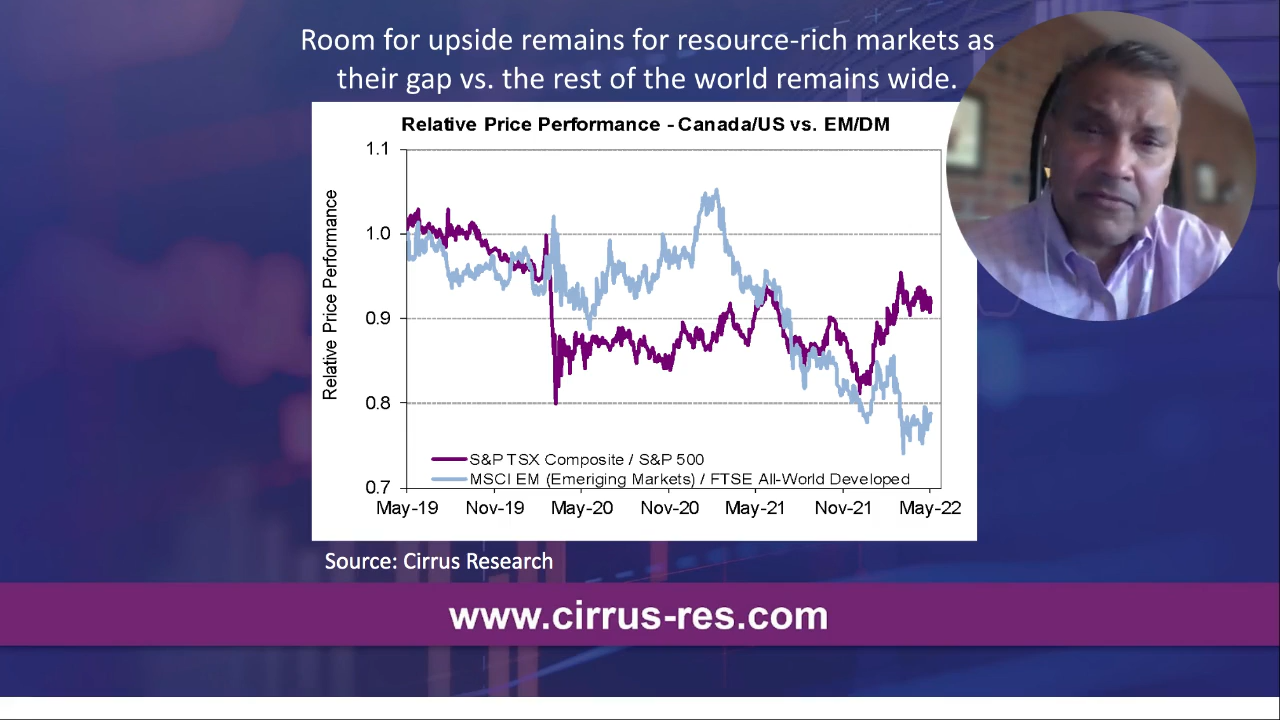 Room for upside remains for resource-rich markets as
their gap vs. the rest of the world remains wide.
Relative Price Performance - Canada/US vs. EM/DM
Relative Price Performance
1.1
1.0
0.9
0.8
0.7
S&P TSX Composite / S&P 500
MSCI EM (Emeriging Markets) / FTSE All-World Developed
May-19 Nov-19 May-20 Nov-20 May-21 Nov-21 May-22
Source: Cirrus Research
www.cirrus-res.com